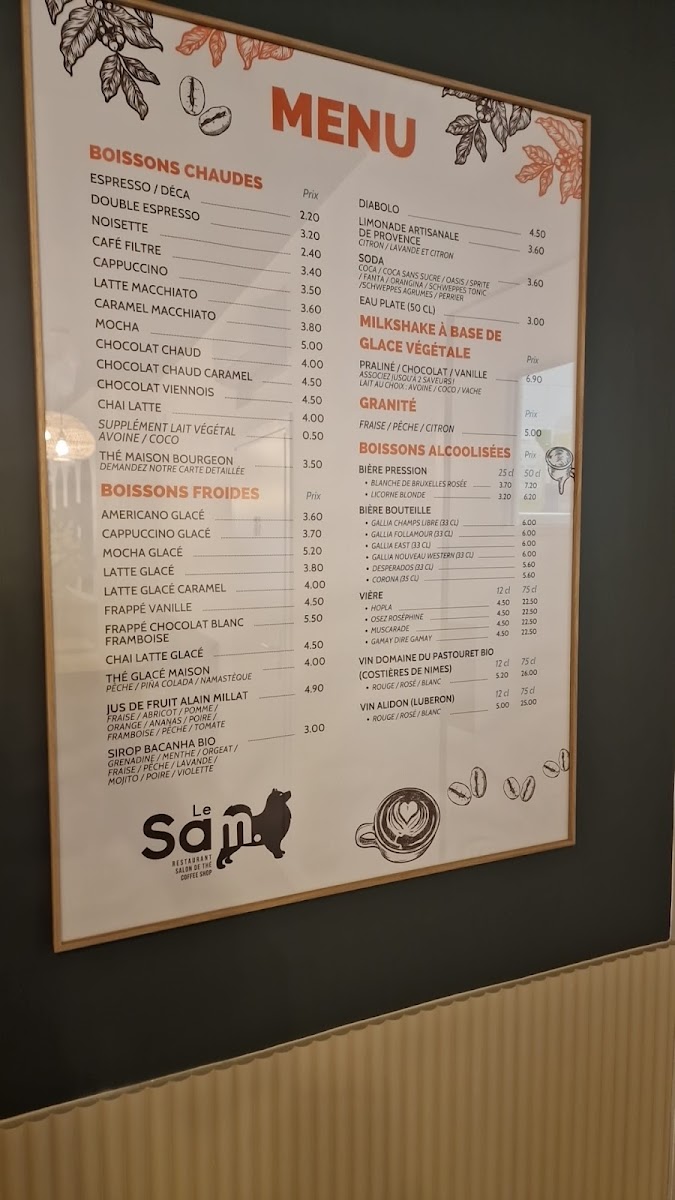 MENU
BOISSONS CHAUDES
Prix
ESPRESSO / DÉCA 2.20
DOUBLE ESPRESSO 3.20
NOISETTE 2.40
CAFÉ FILTRE 3.40
CAPPUCCINO 3.50
LATTE MACCHIATO 3.60
CARAMEL MACCHIATO 3.80
MOCHA 5.00
CHOCOLAT CHAUD 4.00
CHOCOLAT CHAUD CARAMEL 4.50
CHOCOLAT VIENNOIS 4.50
CHAI LATTE 4.00
SUPPLÉMENT LAIT VÉGÉTAL
AVOINE / COCO 0.50
THÉ MAISON BOURGEON 3.50
DEMANDEZ NOTRE CARTE DÉTAILLÉE
BOISSONS FROIDES
Prix
AMERICANO GLACÉ 3.60
CAPPUCCINO GLACÉ 3.70
MOCHA GLACÉ 5.20
LATTE GLACÉ 3.80
LATTE GLACÉ CARAMEL 4.00
FRAPPÉ VANILLE 4.50
FRAPPÉ CHOCOLAT BLANC 5.50
FRAMBOISE
CHAI LATTE GLACÉ 4.50
THÉ GLACÉ MAISON 4.00
PÊCHE / PIÑA COLADA / NAMASTÉQUE
JUS DE FRUIT ALAIN MILLAT 4.90
FRAISE / ABRICOT / POMME /
ORANGE / ANANAS / POIRE /
FRAMBOISE / PÊCHE / TOMATE
SIROP BACANHA BIO 3.00
GRENADINE / MENTHE / ORGEAT /
FRAISE / PÊCHE / LAVANDE /
MOJITO / POIRE / VIOLETTE
Le
Sam.
RESTAURANT
SALON DE THÉ
COFFEE SHOP
DIABOLO 4.50
LIMONADE ARTISANALE
DE PROVENCE 3.60
CITRON / LAVANDE ET CITRON
SODA
COCA / COCA SANS SUCRE / OASIS / SPRITE 3.60
/ FANTA / ORANGINA / SCHWEPPES TONIC
/SCHWEPPES AGRUMES / PERRIER
EAU PLATE (50 CL) 3.00
MILKSHAKE À BASE DE
GLACE VÉGÉTALE
Prix
PRALINÉ / CHOCOLAT / VANILLE 6.90
ASSOCIEZ JUSQU'À 2 SAVEURS !
LAIT AU CHOIX : AVOINE / COCO / VACHE
GRANITÉ
Prix
FRAISE / PÊCHE / CITRON 5.00
BOISSONS ALCOOLISÉES
Prix
BIÈRE PRESSION 25 cl 50 cl
• BLANCHE DE BRUXELLES ROSÉE 3.70 7.20
• LICORNE BLONDE 3.20 6.20
BIÈRE BOUTEILLE
• GALLIA CHAMPS LIBRE (33 CL) 6.00
• GALLIA FOLLAMOUR (33 CL) 6.00
• GALLIA EAST (33 CL) 6.00
• GALLIA NOUVEAU WESTERN (33 CL) 6.00
• DESPERADOS (33 CL) 5.60
• CORONA (35 CL) 5.60
VIÈRE 12 cl 75 cl
• HOPLA 4.50 22.50
• OSEZ ROSÉPHINE 4.50 22.50
• MUSCARADE 4.50 22.50
• GAMAY DIRE GAMAY 4.50 22.50
VIN DOMAINE DU PASTOURET BIO
(COSTIÈRES DE NIMES) 12 cl 75 cl
• ROUGE / ROSÉ / BLANC 5.20 26.00
VIN ALIDON (LUBERON) 12 cl 75 cl
• ROUGE / ROSÉ / BLANC 5.00 25.00